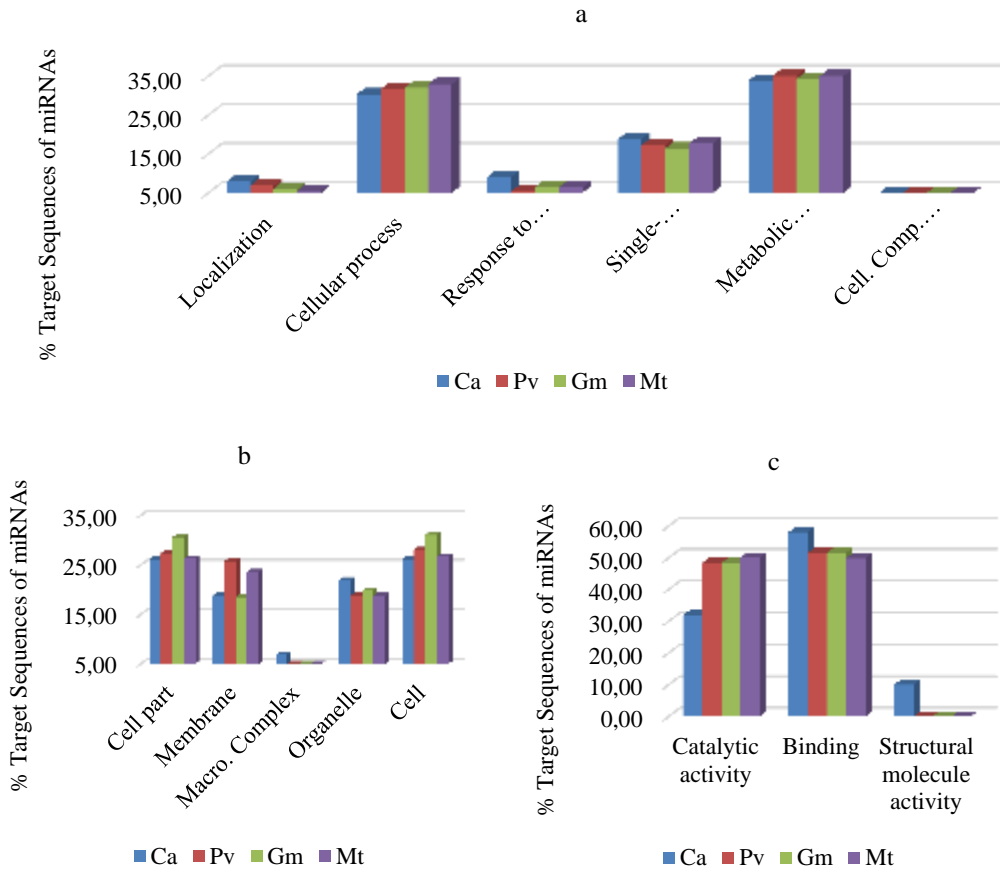 a
% Target Sequences of miRNAs
35,00
25,00
15,00
5,00
Localization
Cellular process
Response to…
Single-…
Metabolic…
Cell. Comp.…
Ca Pv Gm Mt
b
% Target Sequences of miRNAs
35,00
25,00
15,00
5,00
Cell part
Membrane
Macro. Complex
Organelle
Cell
Ca Pv Gm Mt
c
% Target Sequences of miRNAs
60,00
50,00
40,00
30,00
20,00
10,00
0,00
Catalytic
activity
Binding
Structural
molecule
activity
Ca Pv Gm Mt